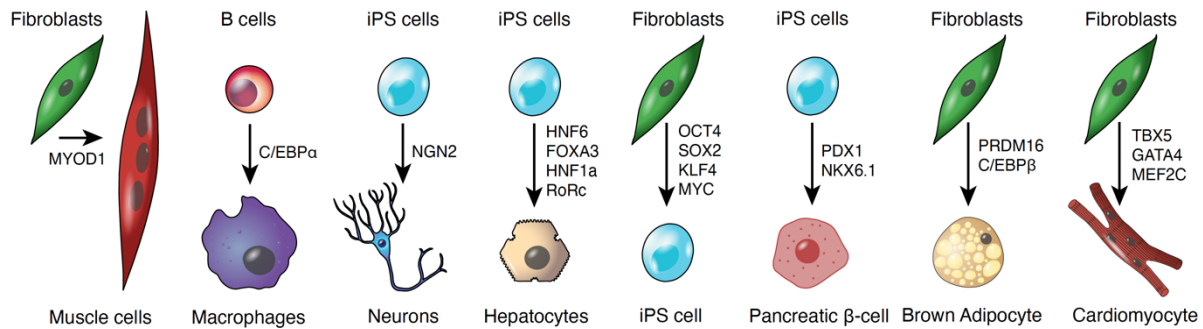 Fibroblasts
MYOD1
Muscle cells
B cells
C/EBPα
Macrophages
iPS cells
NGN2
Neurons
iPS cells
HNF6
FOXA3
HNF1a
RoRc
Hepatocytes
Fibroblasts
OCT4
SOX2
KLF4
MYC
iPS cell
iPS cells
PDX1
NKX6.1
Pancreatic β-cell
Fibroblasts
PRDM16
C/EBPβ
Brown Adipocyte
Fibroblasts
TBX5
GATA4
MEF2C
Cardiomyocyte